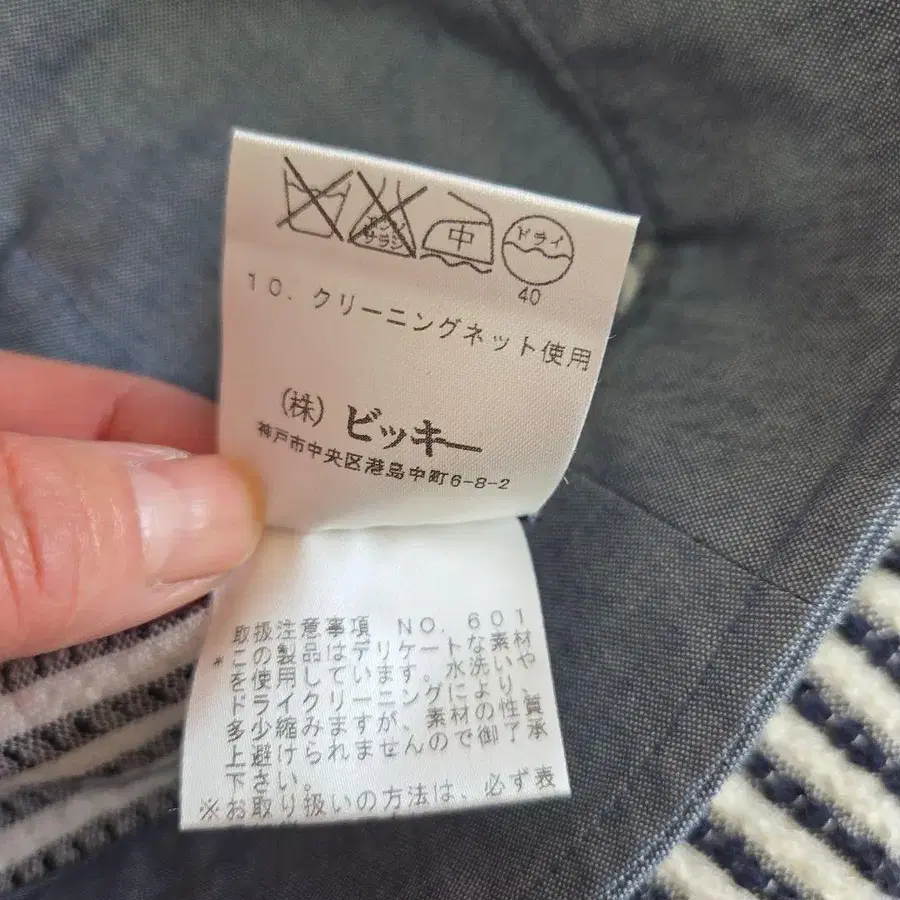 エンソ
サラシ
中
ドライ
40
10. クリーニングネット使用
(株) ビッキー
神戸市中央区港島中町6-8-2
取扱注意事項 NO. 601
*この製品はデリケートな素材
を使用しています。水洗いや
ドライクリーニングにより、
多少縮みますが、素材の性質
上避けられませんので御了承
下さい。
※お取り扱いの方法は、必ず表